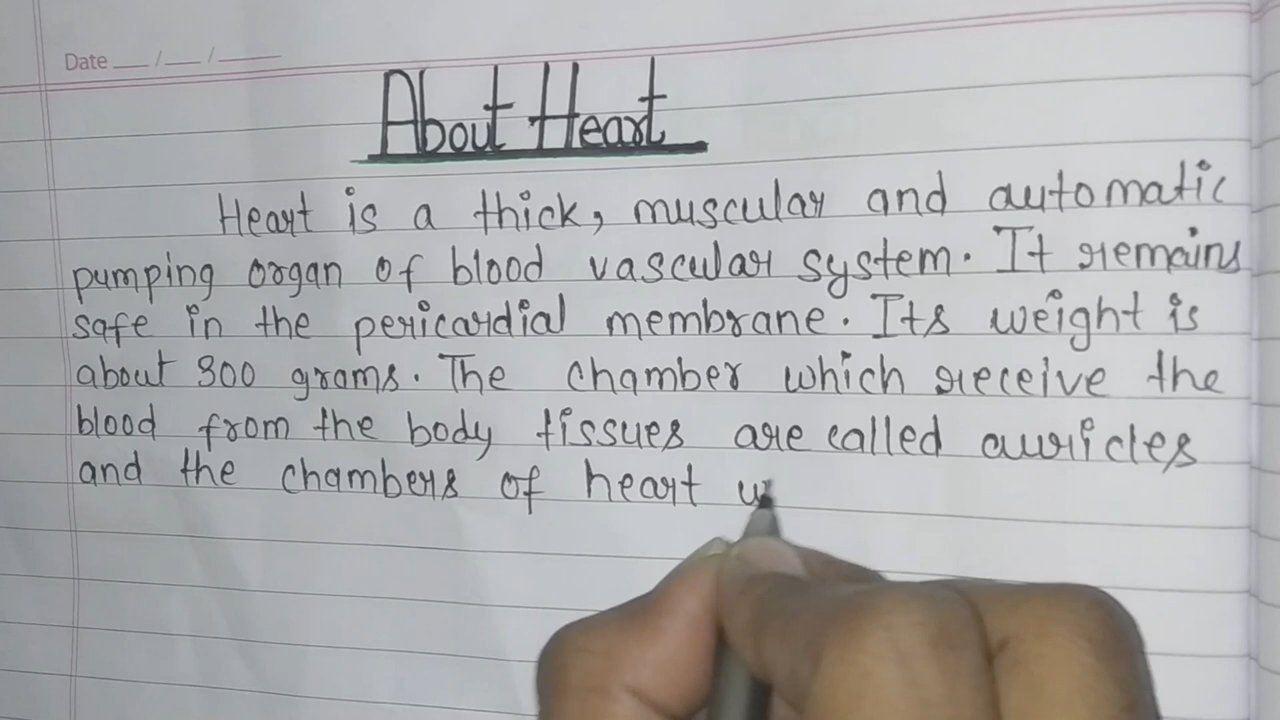 Date __ /__ /____
About Heart
Heart is a thick, muscular and automatic
pumping organ of blood vascular system. It remains
safe in the pericardial membrane. Its weight is
about 300 grams. The chamber which receive the
blood from the body tissues are called auricles
and the chambers of heart